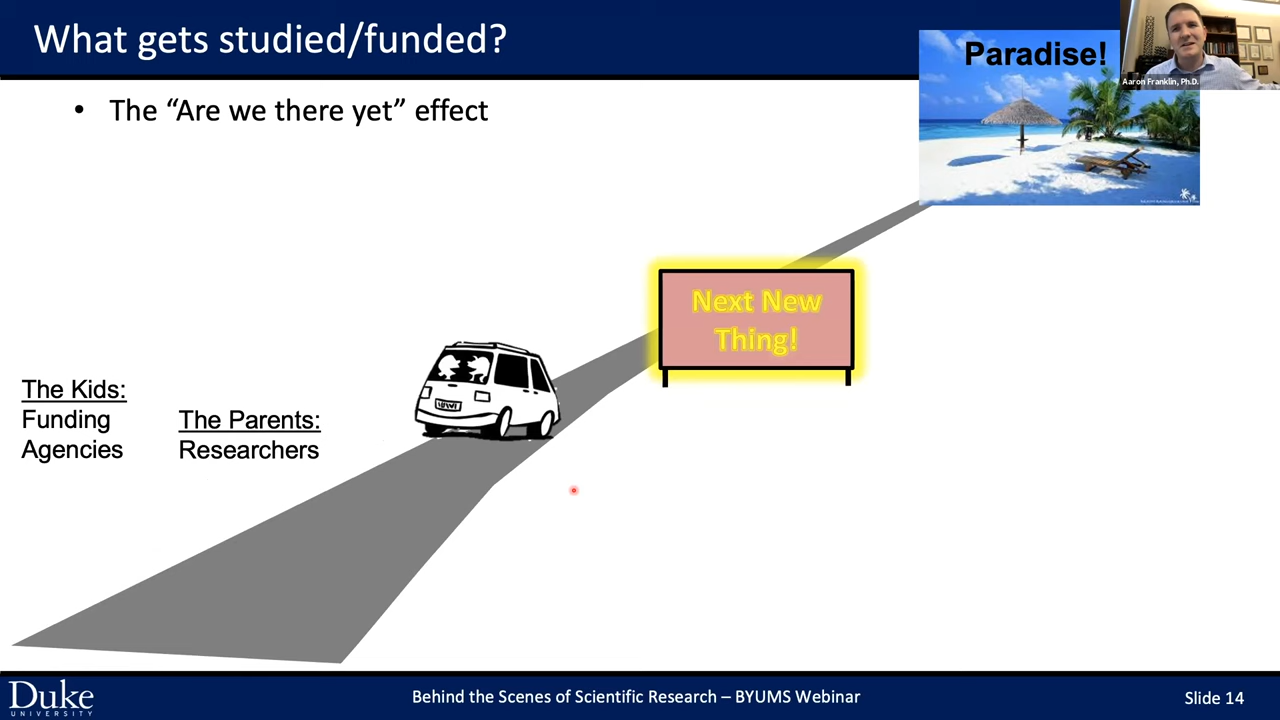 What gets studied/funded?
Paradise!
Aaron Franklin, Ph.D.
• The “Are we there yet” effect
Next New
Thing!
The Kids:
Funding
Agencies
The Parents:
Researchers
Duke
UNIVERSITY
Behind the Scenes of Scientific Research – BYUMS Webinar
Slide 14